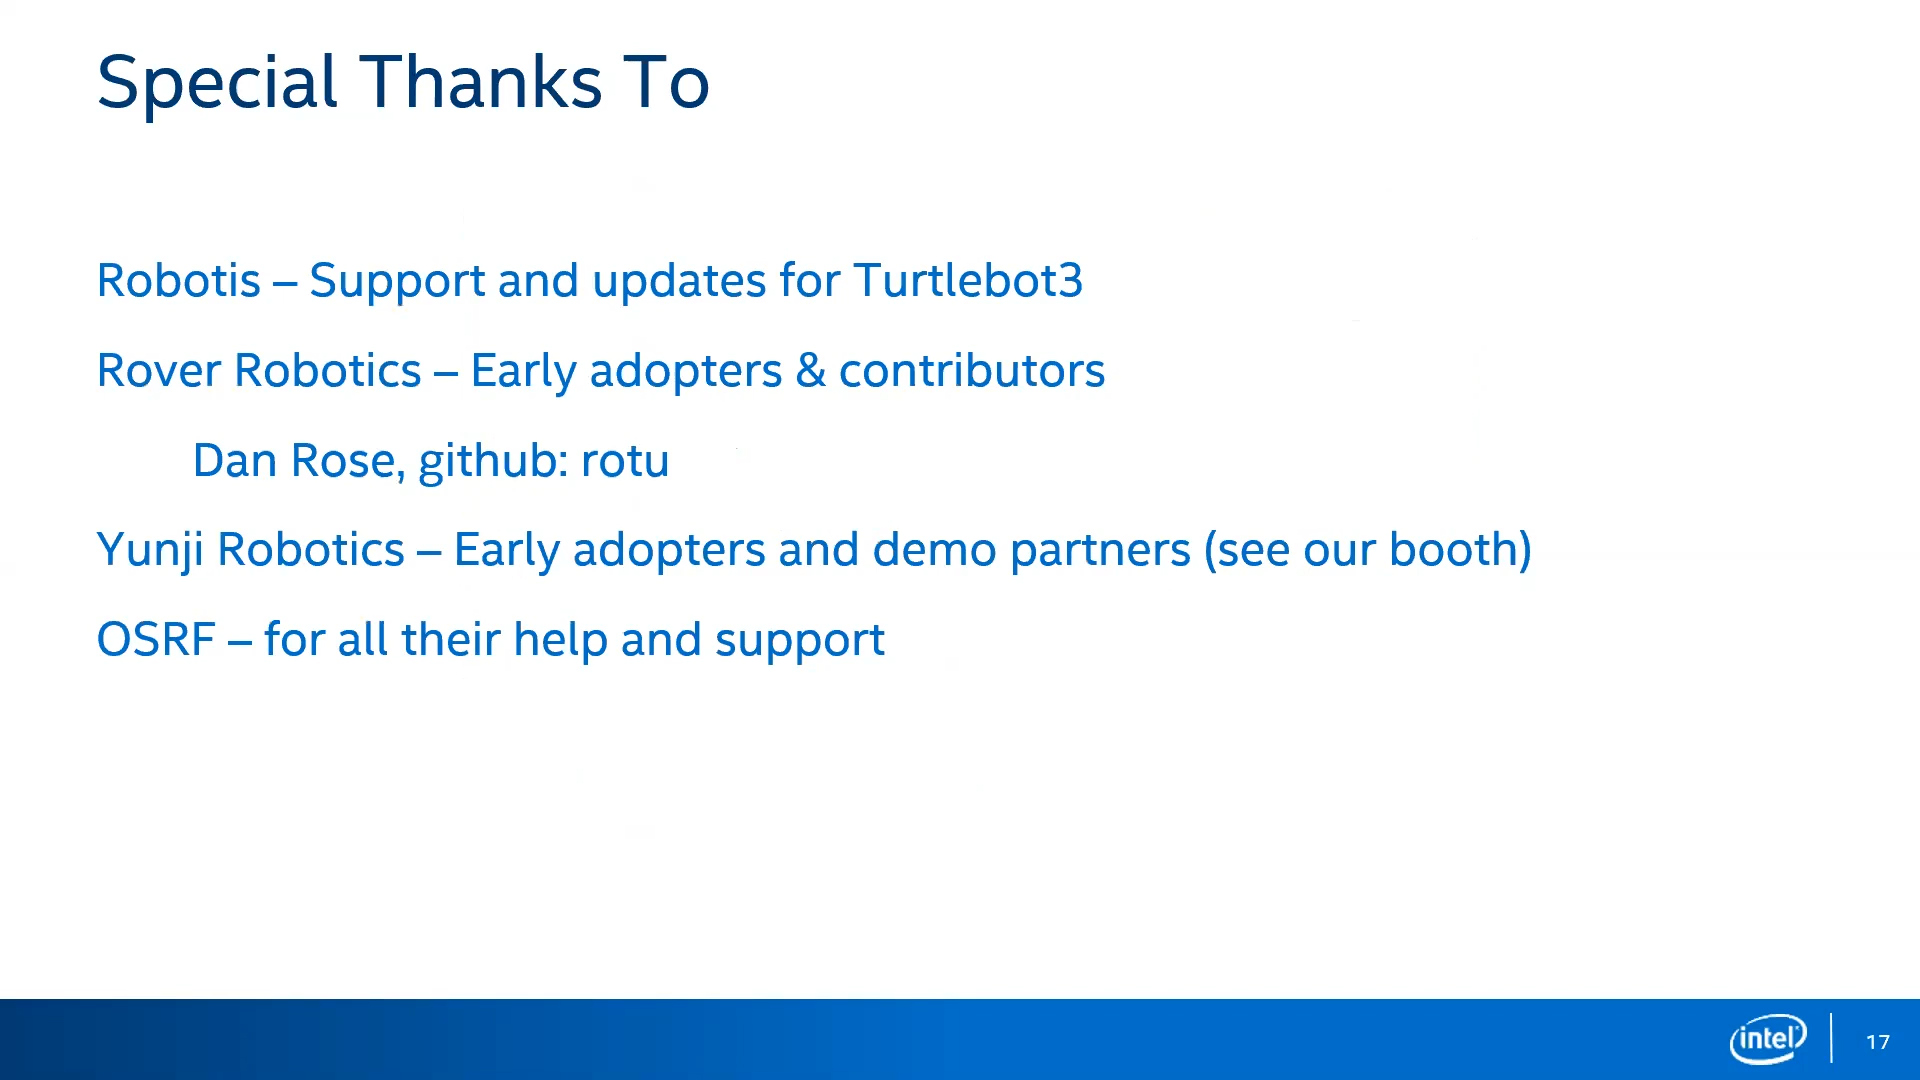 Special Thanks To
Robotis – Support and updates for Turtlebot3
Rover Robotics – Early adopters & contributors
Dan Rose, github: rotu
Yunji Robotics – Early adopters and demo partners (see our booth)
OSRF – for all their help and support
intel
17